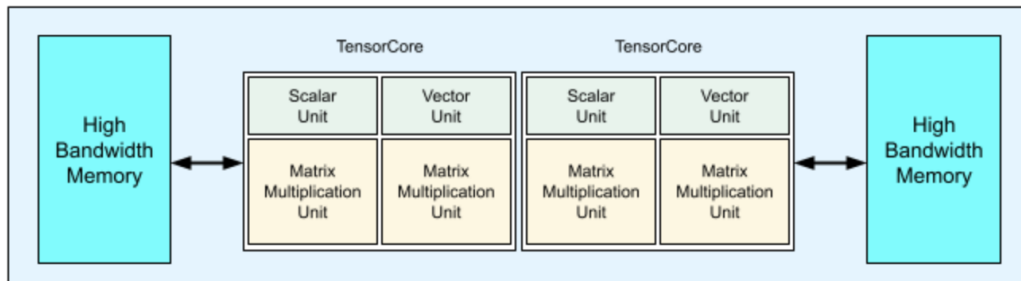 TensorCore
TensorCore
High
Bandwidth
Memory
Scalar
Unit
Vector
Unit
Matrix
Multiplication
Unit
Matrix
Multiplication
Unit
Scalar
Unit
Vector
Unit
Matrix
Multiplication
Unit
Matrix
Multiplication
Unit
High
Bandwidth
Memory